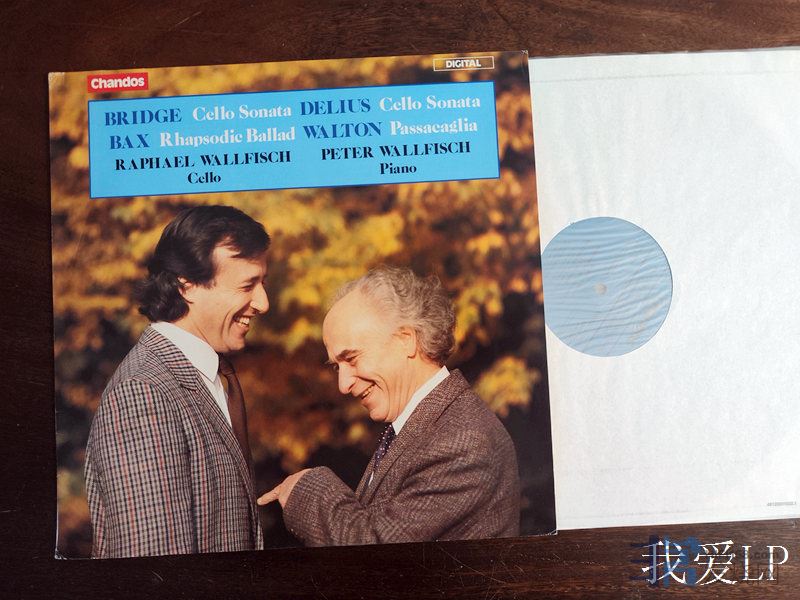 Chandos
DIGITAL
BRIDGE Cello Sonata DELIUS Cello Sonata
BAX Rhapsodic Ballad WALTON Passacaglia
RAPHAEL WALLFISCH PETER WALLFISCH
Cello Piano
我爱LP